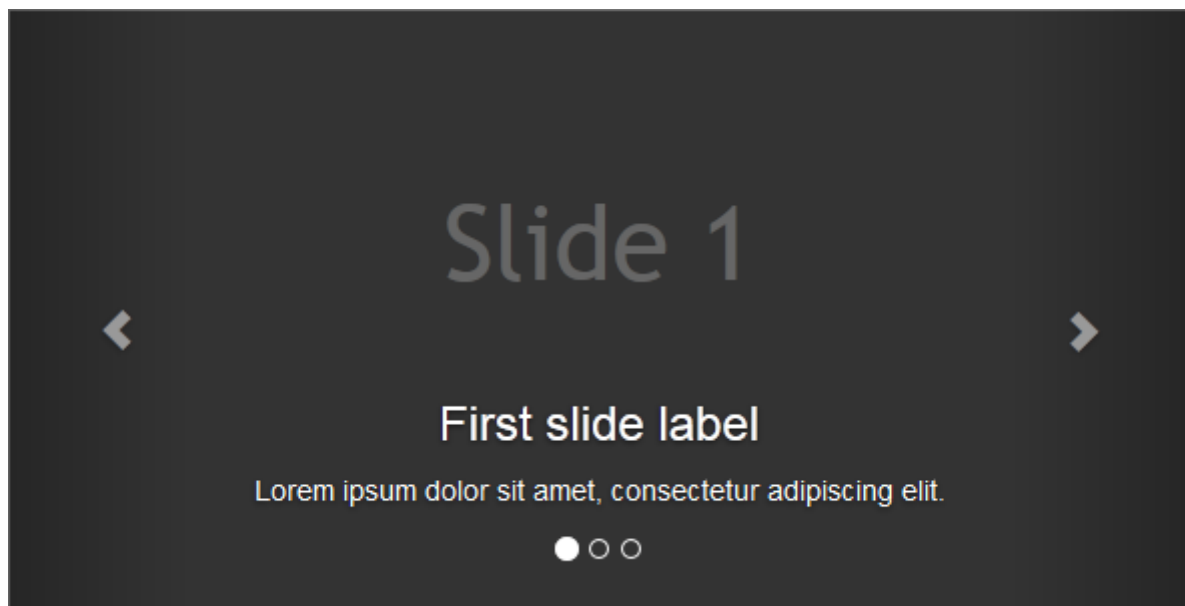 Slide 1
First slide label
Lorem ipsum dolor sit amet, consectetur adipiscing elit.